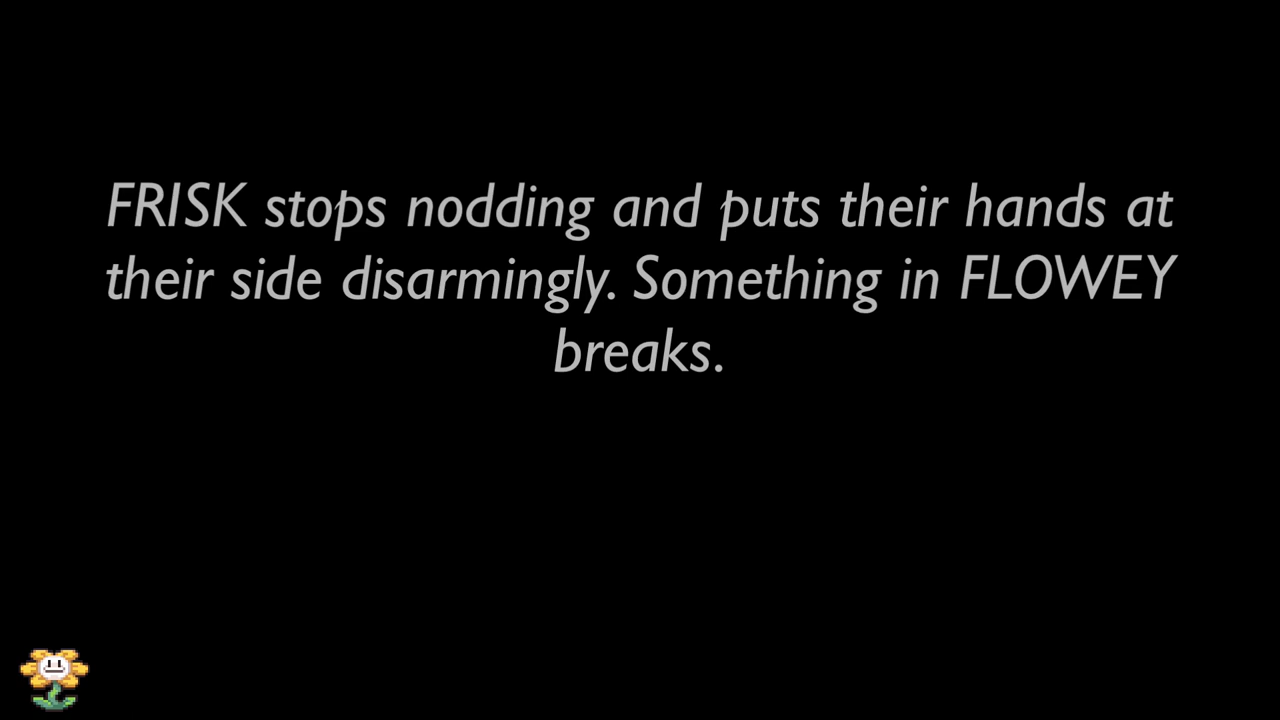 FRISK stops nodding and puts their hands at
their side disarmingly. Something in FLOWEY
breaks.